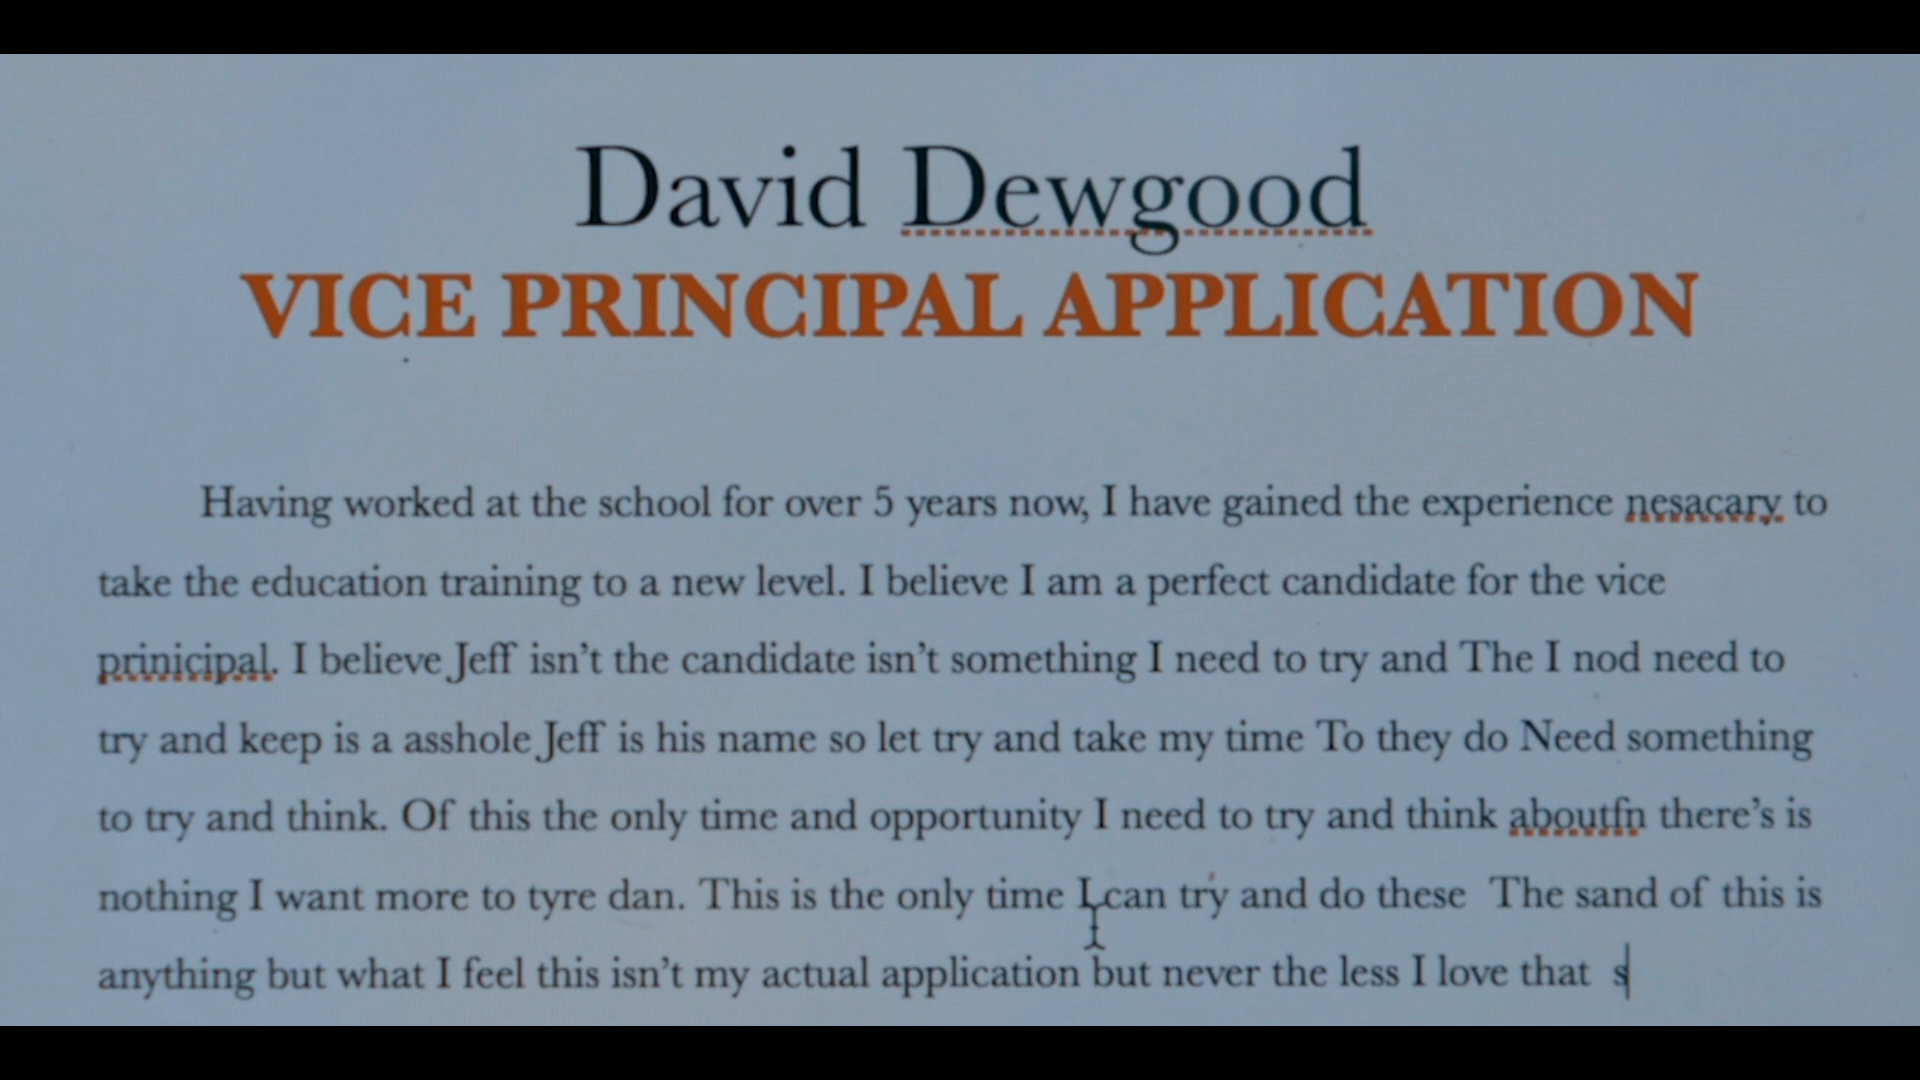 David Dewgood
VICE PRINCIPAL APPLICATION
Having worked at the school for over 5 years now, I have gained the experience nesacary to
take the education training to a new level. I believe I am a perfect candidate for the vice
prinicipal. I believe Jeff isn’t the candidate isn’t something I need to try and The I nod need to
try and keep is a asshole Jeff is his name so let try and take my time To they do Need something
to try and think. Of this the only time and opportunity I need to try and think aboutfn there’s is
nothing I want more to tyre dan. This is the only time I can try and do these  The sand of this is
anything but what I feel this isn’t my actual application but never the less I love that  s